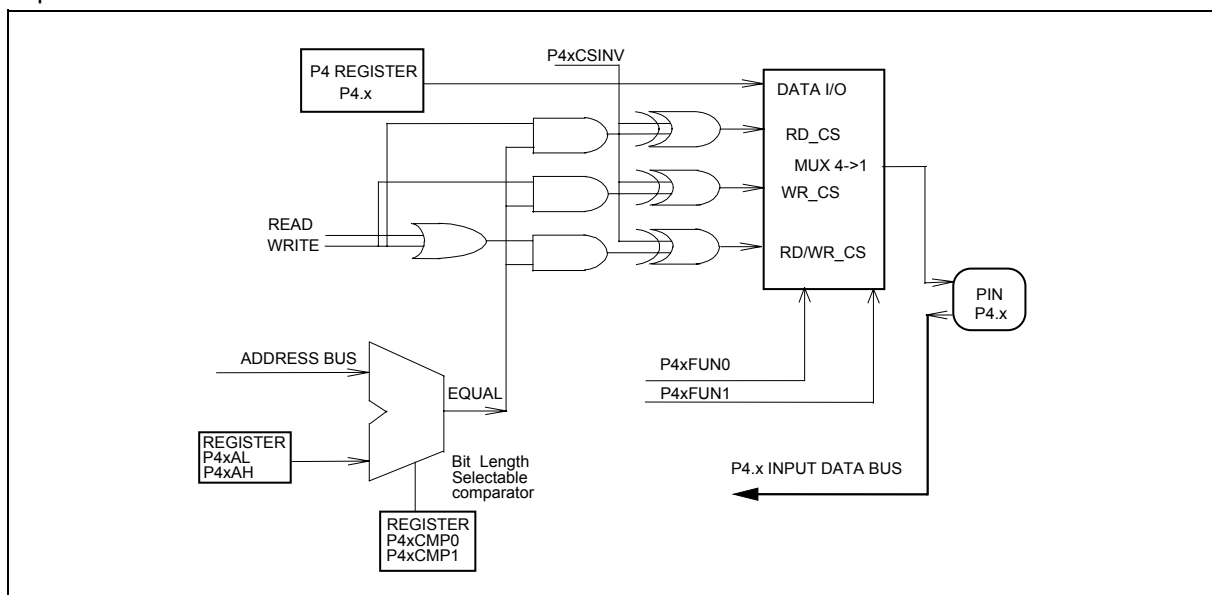 P4 REGISTER
P4.x
P4xCSINV
DATA I/O
RD_CS
MUX 4->1
WR_CS
RD/WR_CS
READ
WRITE
PIN
P4.x
ADDRESS BUS
EQUAL
P4xFUN0
P4xFUN1
REGISTER
P4xAL
P4xAH
Bit Length
Selectable
comparator
P4.x INPUT DATA BUS
REGISTER
P4xCMP0
P4xCMP1